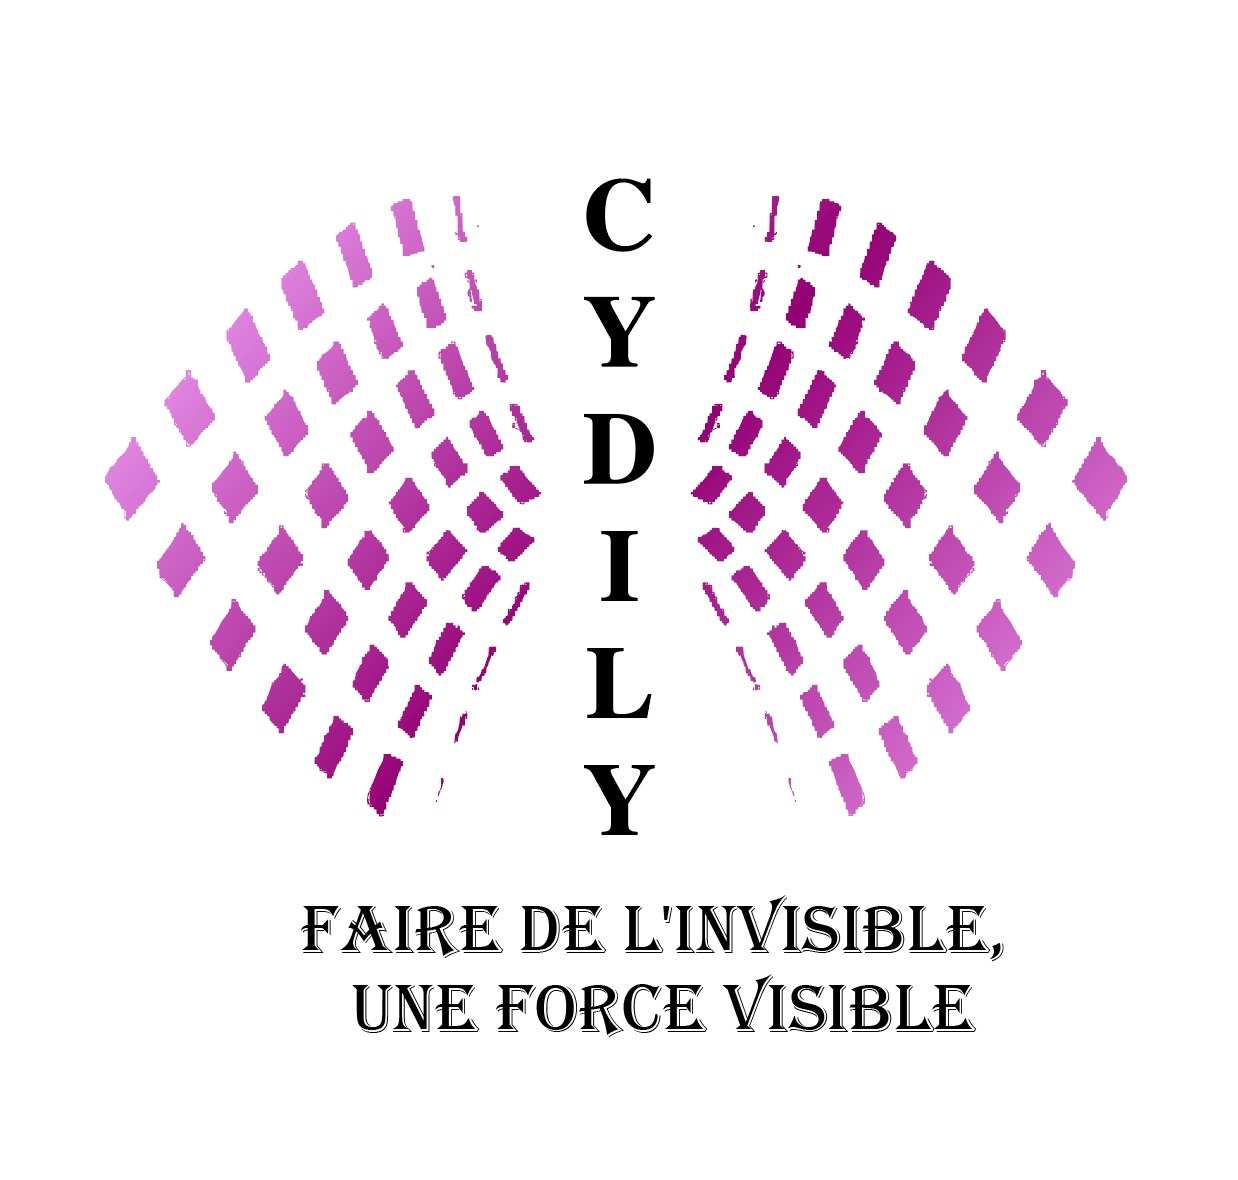 CYDILY
FAIRE DE L'INVISIBLE,
UNE FORCE VISIBLE